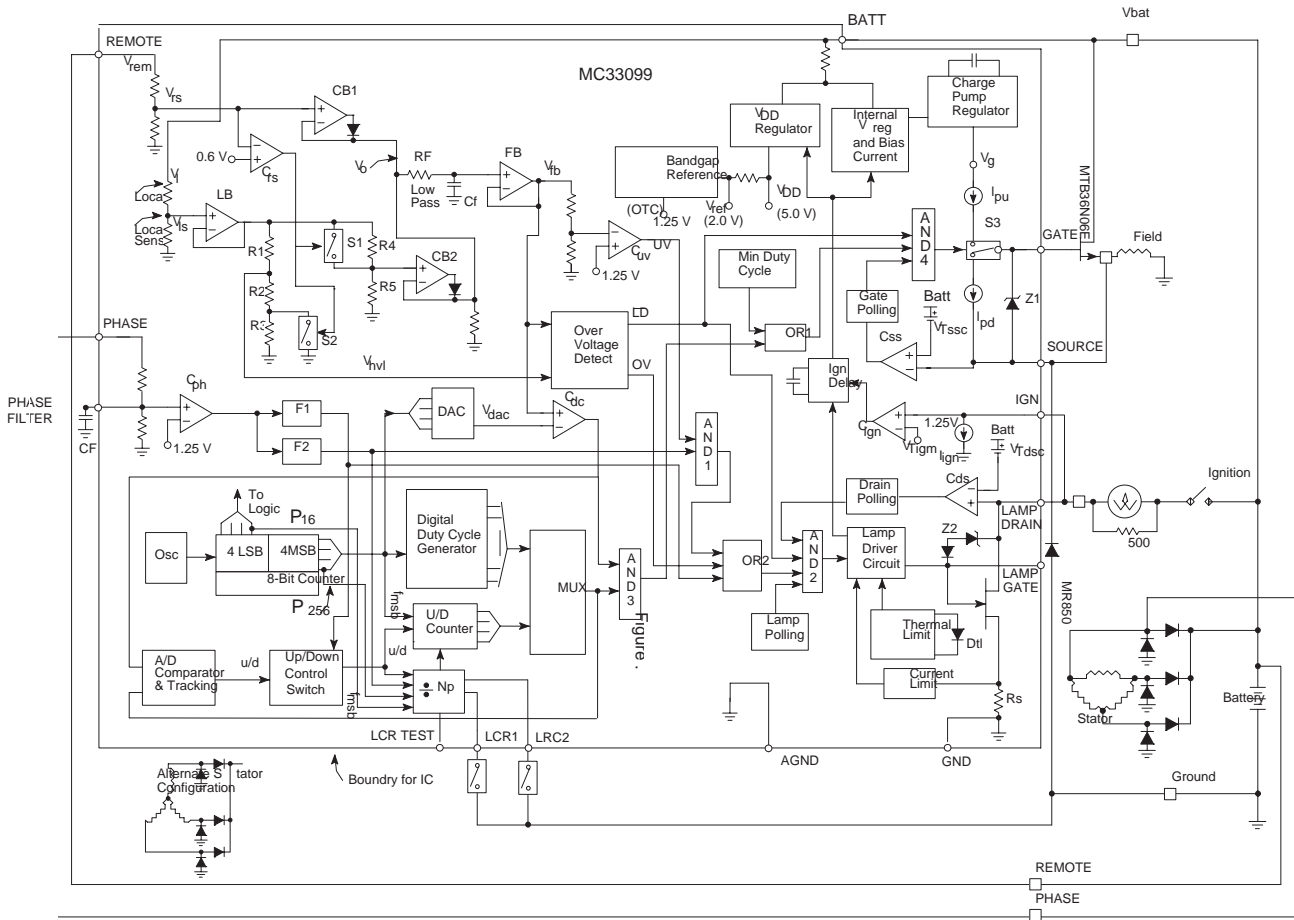 BATT
Vbat
REMOTE
Vrem
MC33099
CB1
Vrs
0.6 V
Crs
Vo
RF
Low
Pass
Cf
FB
Vfb
VDD
Regulator
Internal
Vreg
and Bias
Current
Charge
Pump
Regulator
Vg
Ipu
S3
MTB36N06E
Bandgap
Reference
(OTC)
1.25 V
Vref
(2.0 V)
VDD
(5.0 V)
Vl
Loca
LB
Vls
Loca
Sens
R1
S1
R4
CB2
R5
R2
R3
S2
Cuv
UV
1.25 V
Min Duty
Cycle
AND4
GATE
Field
Gate
Polling
Batt
VTssc
Css
Ipd
Z1
SOURCE
PHASE
Vhvl
Over
Voltage
Detect
LD
OV
OR1
Ign
Delay
IGN
PHASE
FILTER
CF
Cph
1.25 V
F1
F2
DAC
Vdac
Cdc
AND1
Cign
1.25V
VTigm
Iign
Batt
VTdsc
Cds
Drain
Polling
LAMP
DRAIN
Ignition
500
To
Logic
P16
Osc
4 LSB
4MSB
8-Bit Counter
P256
Digital
Duty Cycle
Generator
MUX
AND3
OR2
AND2
Lamp
Driver
Circuit
Z2
LAMP
GATE
MR850
fmsb
U/D
Counter
Figure .
Lamp
Polling
Thermal
Limit
Dtl
A/D
Comparator
& Tracking
u/d
Up/Down
Control
Switch
u/d
fmsb
÷ Np
Current
Limit
Rs
Stator
Battery
LCR TEST
LCR1
LRC2
AGND
GND
Alternate S tator
Configuration
Boundry for IC
Ground
REMOTE
PHASE